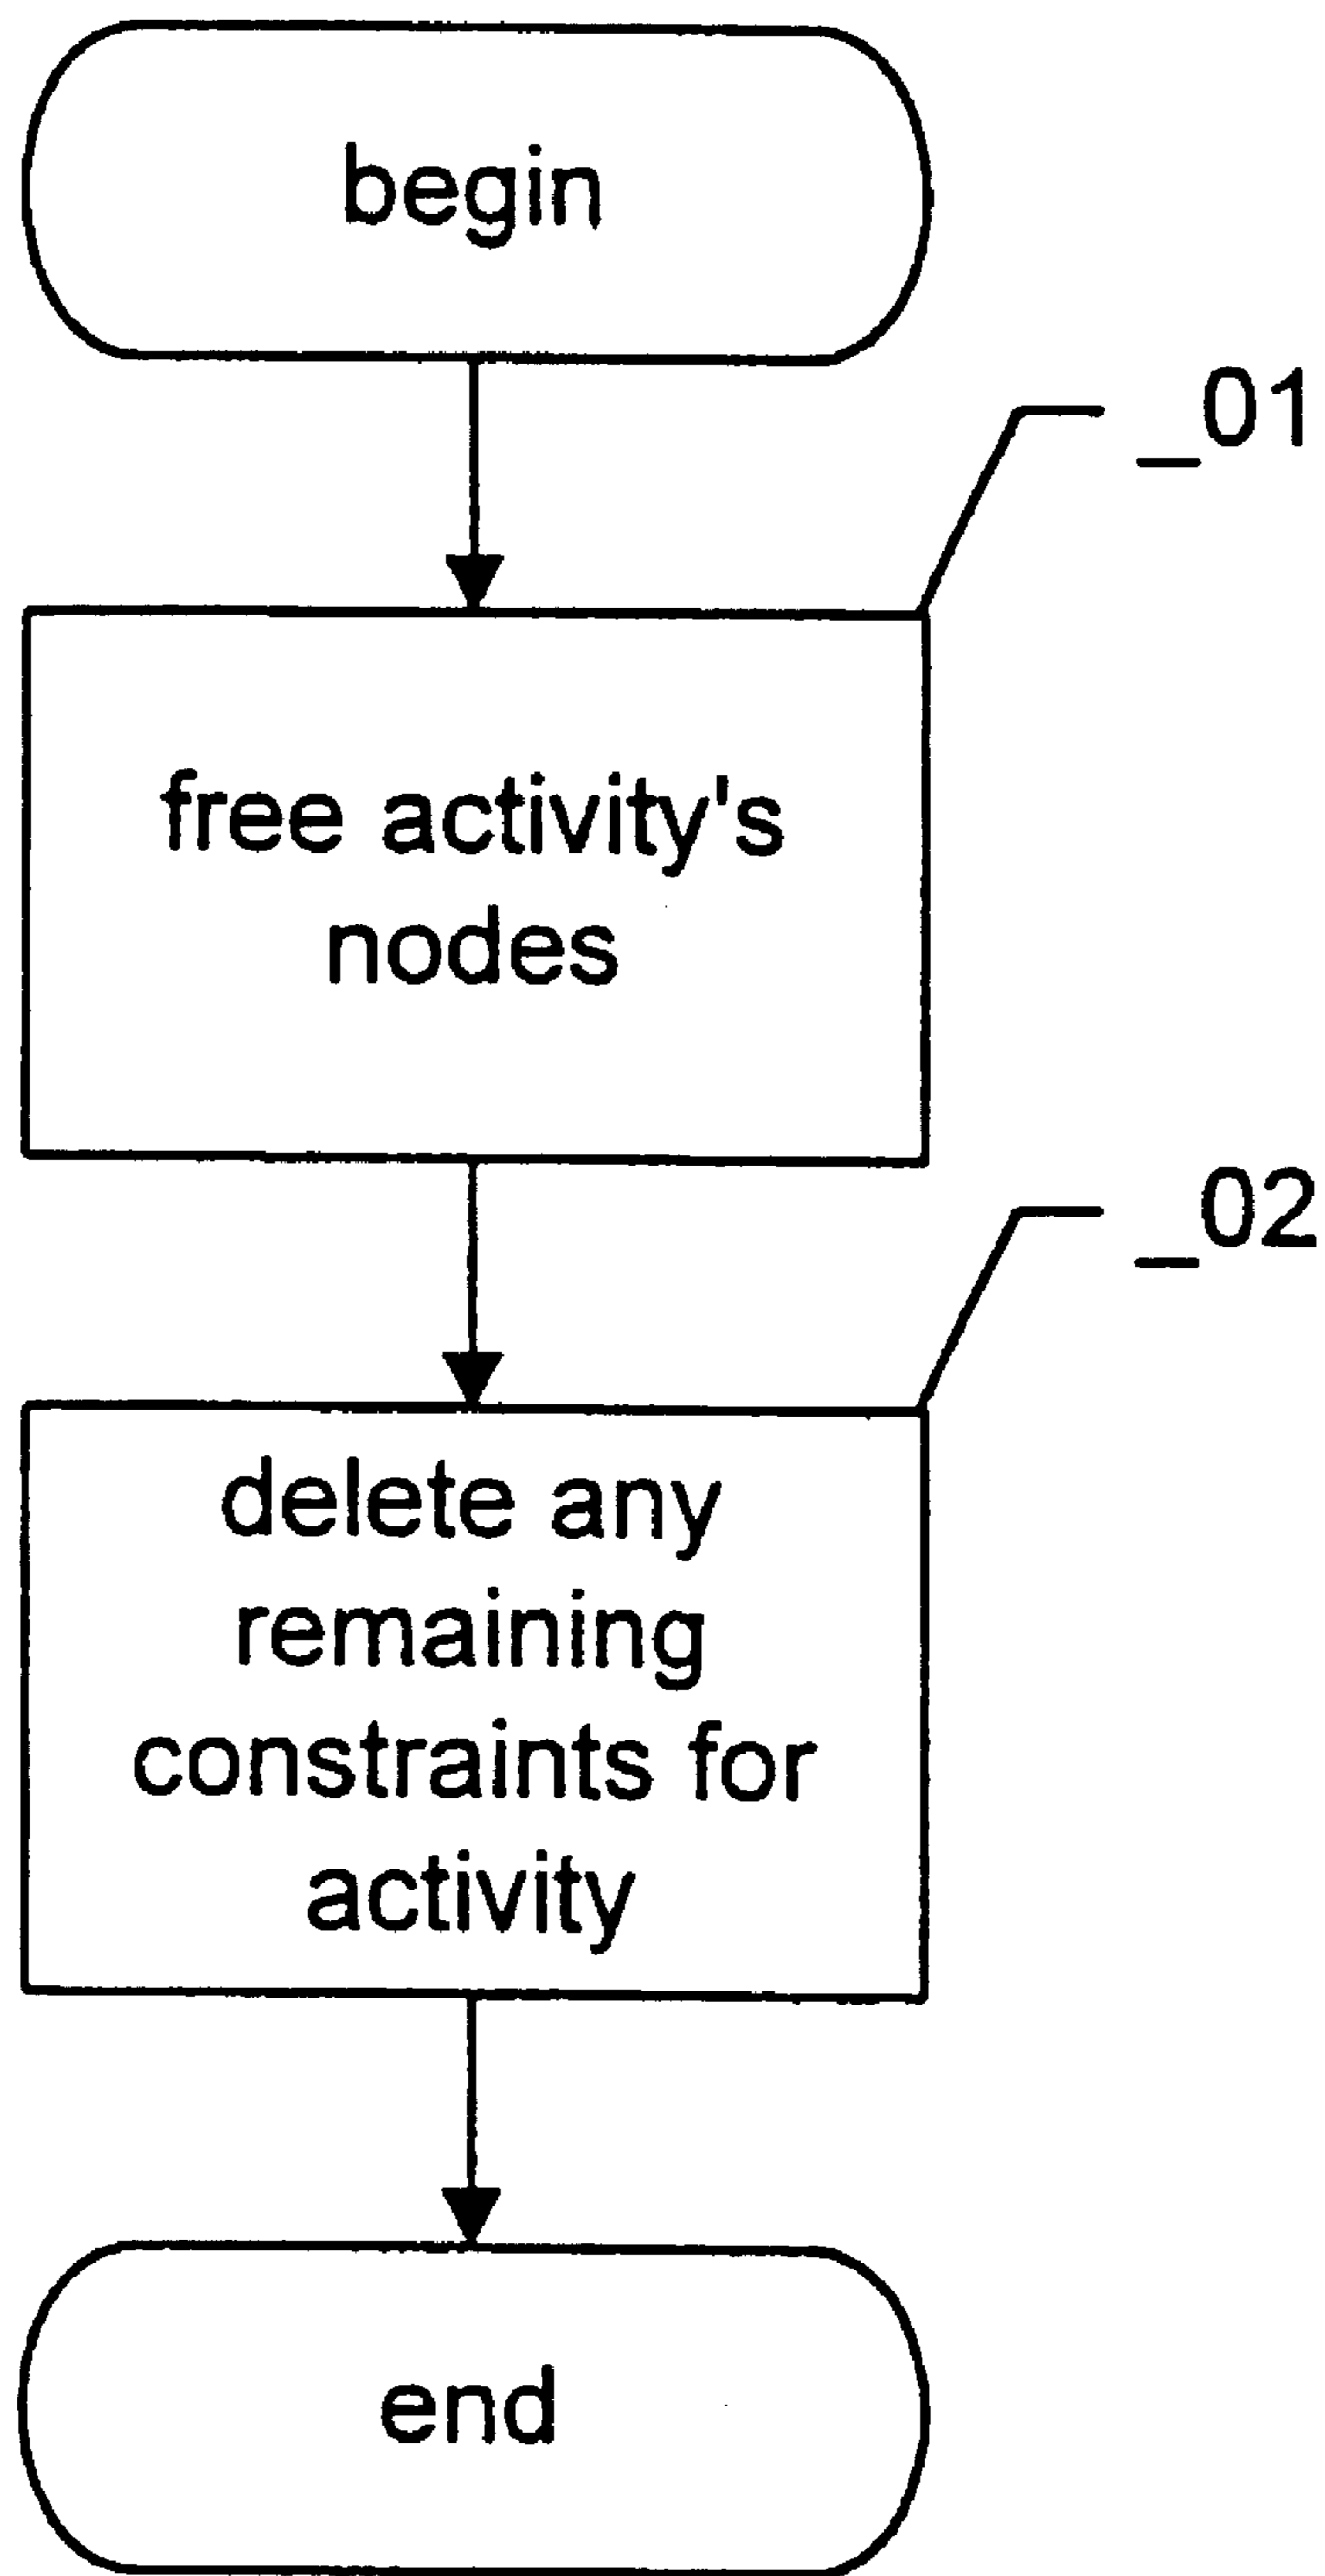 begin
_01
free activity's
nodes
_02
delete any
remaining
constraints for
activity
end